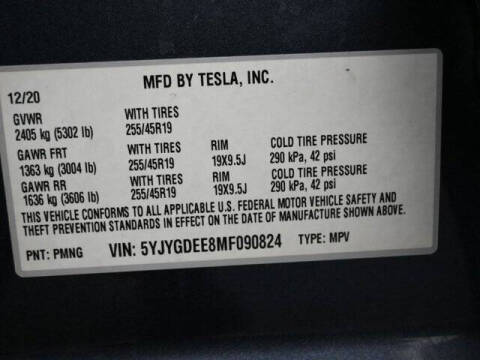 MFD BY TESLA, INC.
12/20
GVWR WITH TIRES
2405 kg (5302 lb) 255/45R19
GAWR FRT WITH TIRES RIM COLD TIRE PRESSURE
1363 kg (3004 lb) 255/45R19 19X9.5J 290 kPa, 42 psi
GAWR RR WITH TIRES RIM COLD TIRE PRESSURE
1636 kg (3606 lb) 255/45R19 19X9.5J 290 kPa, 42 psi
THIS VEHICLE CONFORMS TO ALL APPLICABLE U.S. FEDERAL MOTOR VEHICLE SAFETY AND
THEFT PREVENTION STANDARDS IN EFFECT ON THE DATE OF MANUFACTURE SHOWN ABOVE.
PNT: PMNG VIN: 5YJYGDEE8MF090824 TYPE: MPV